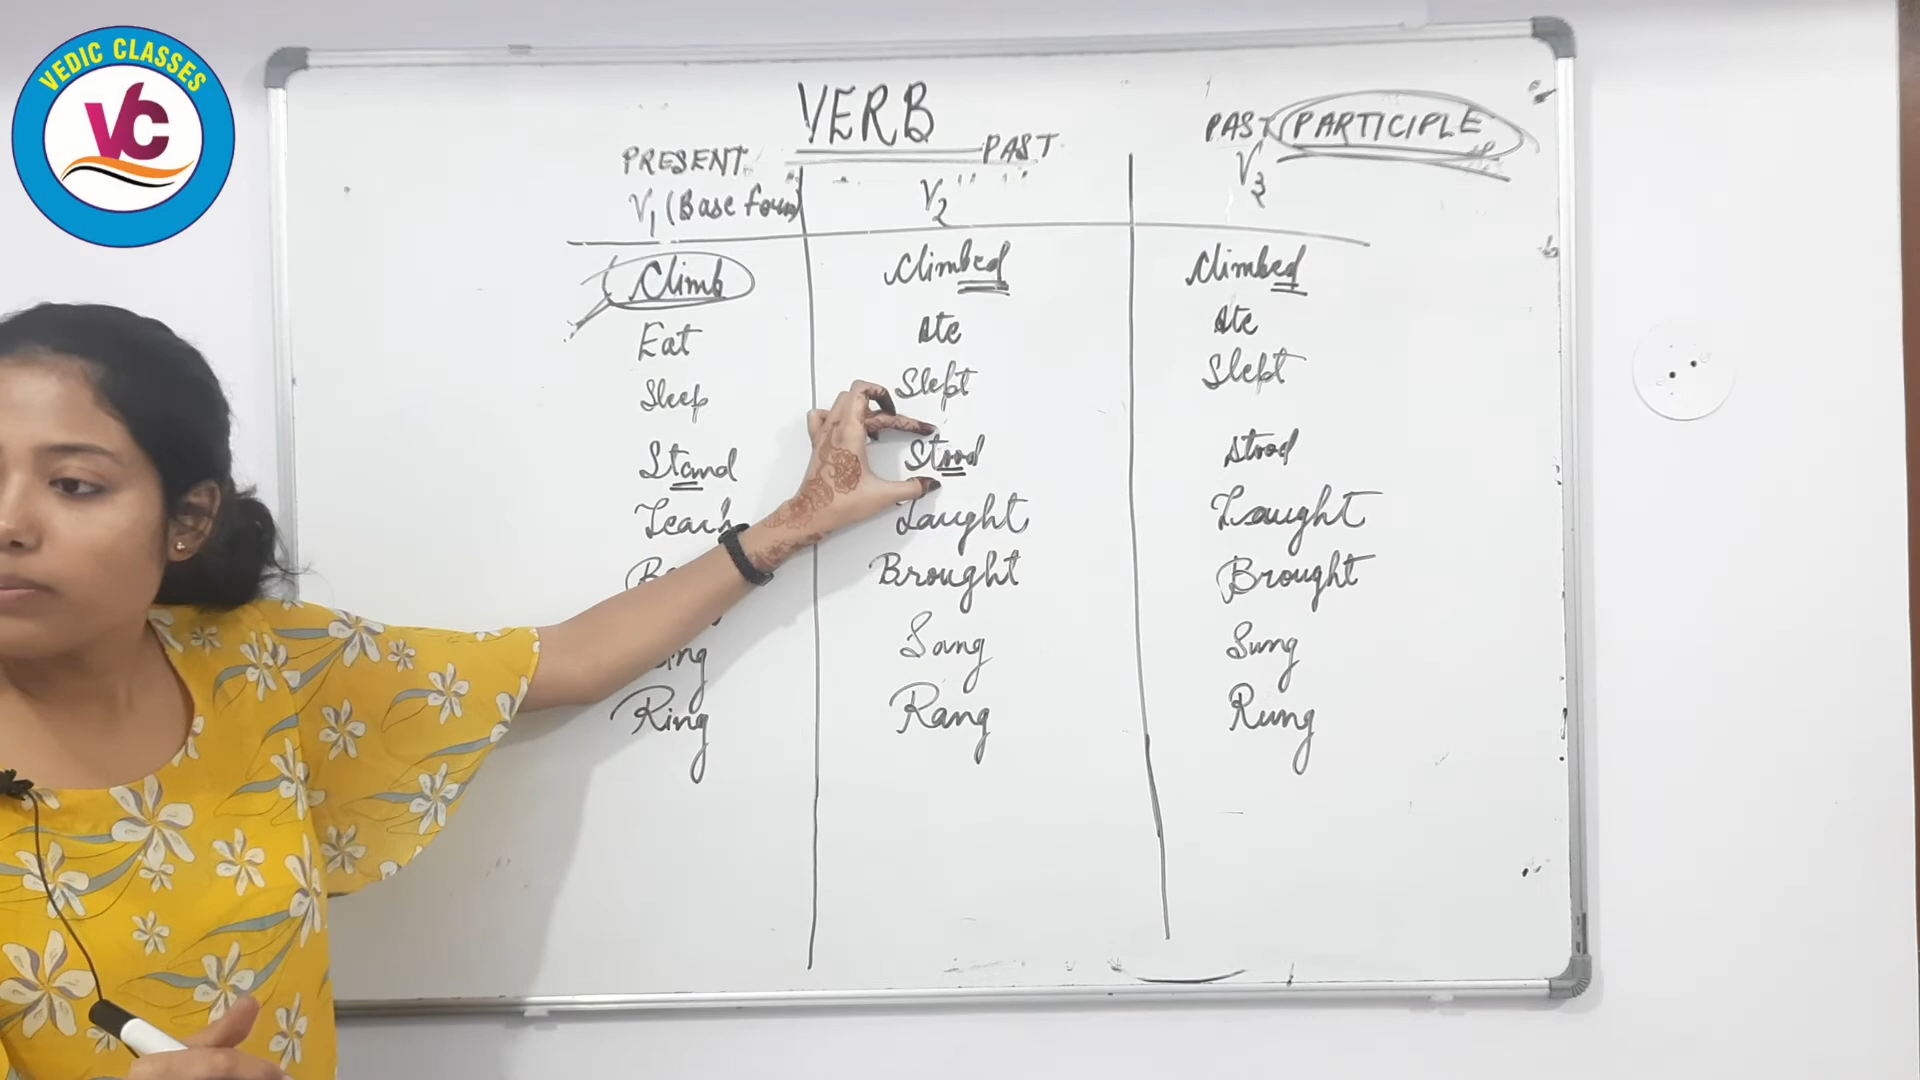 VEDIC CLASSES
VC
VERB
PRESENT PAST PAST PARTICIPLE
V1 (Base form) V2 V3
Climb Climbed Climbed
Eat Ate Ate
Sleep Slept Slept
Stand Stood Stood
Teach Taught Taught
Brought Brought
Sang Sung
Ring Rang Rung